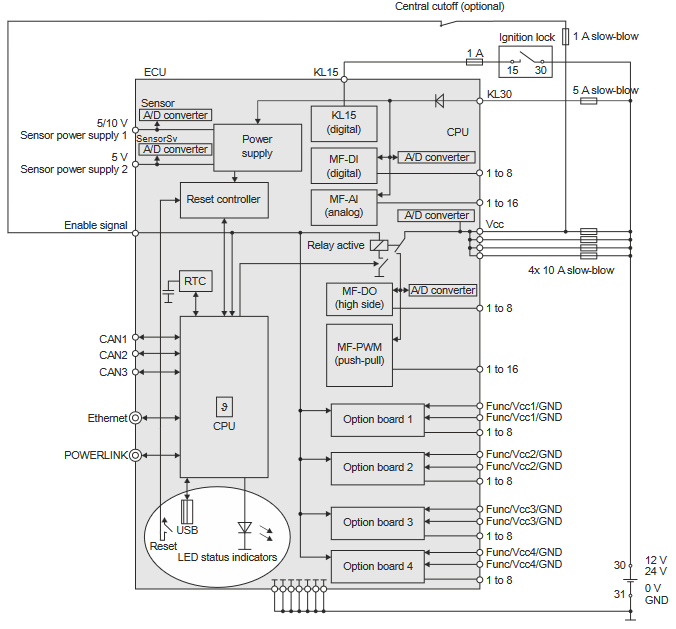 Central cutoff (optional)
1 A slow-blow
Ignition lock
1 A
15 30
ECU
KL15
5 A slow-blow
KL30
Sensor
A/D converter
5/10 V
Sensor power supply 1
SensorSv
A/D converter
5 V
Sensor power supply 2
Power
supply
KL15
(digital)
CPU
MF-DI
(digital)
A/D converter
1 to 8
Reset controller
MF-AI
(analog)
1 to 16
A/D converter
Enable signal
Vcc
Relay active
4x 10 A slow-blow
RTC
MF-DO
(high side)
A/D converter
1 to 8
MF-PWM
(push-pull)
1 to 16
CAN1
CAN2
CAN3
ϑ
CPU
Ethernet
POWERLINK
Option board 1
Func/Vcc1/GND
Func/Vcc1/GND
1 to 8
Option board 2
Func/Vcc2/GND
Func/Vcc2/GND
1 to 8
Option board 3
Func/Vcc3/GND
Func/Vcc3/GND
1 to 8
Option board 4
Func/Vcc4/GND
Func/Vcc4/GND
1 to 8
USB
Reset
LED status indicators
30
12 V
24 V
31
0 V
GND